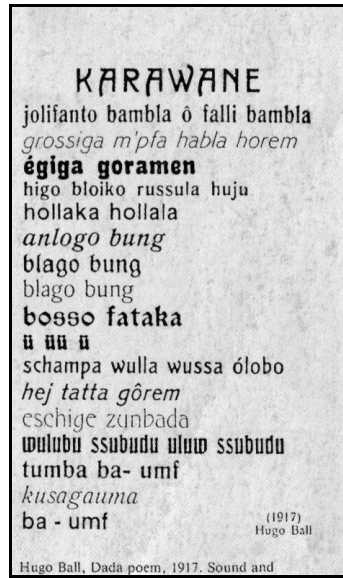 KARAWANE
jolifanto bambla ô falli bambla
grossiga m'pfa habla horem
égiga goramen
higo bloiko russula huju
hollaka hollala
anlogo bung
blago bung
blago bung
bosso fataka
ü üü ü
schampa wulla wussa ólobo
hej tatta gôrem
eschige zunbada
wulubu ssubudu uluw ssubudu
tumba ba- umf
kusagauma
ba - umf
(1917)
Hugo Ball
Hugo Ball, Dada poem, 1917. Sound and